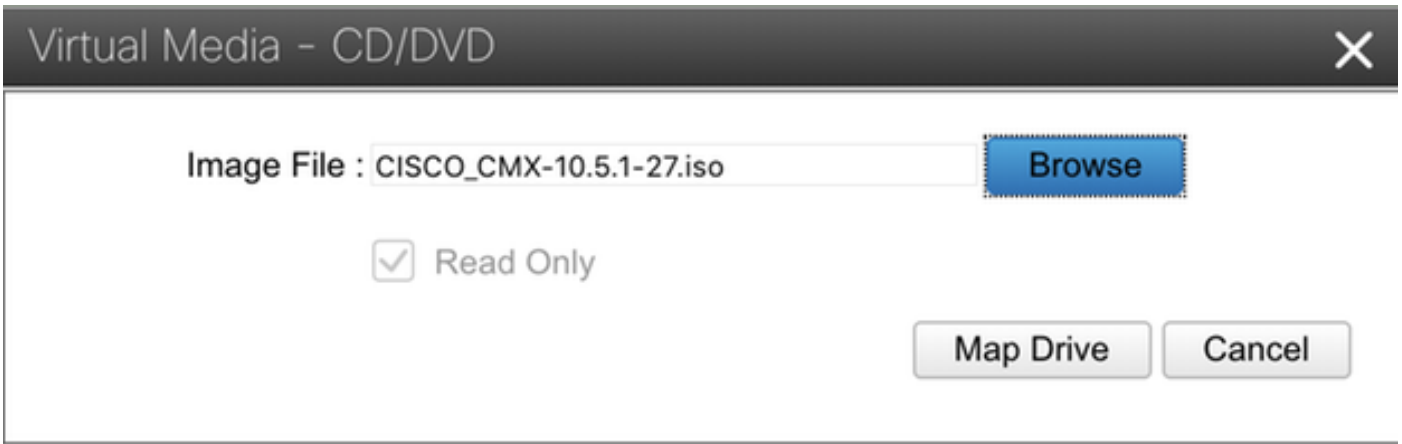 Virtual Media - CD/DVD
Image File : CISCO_CMX-10.5.1-27.iso Browse
Read Only
Map Drive Cancel